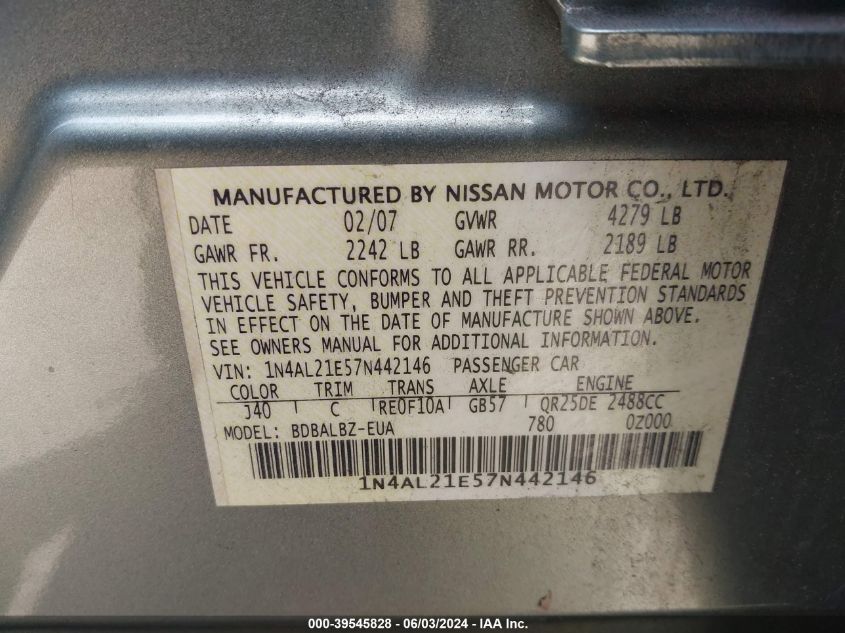 MANUFACTURED BY NISSAN MOTOR CO., LTD.
DATE 02/07 GVWR 4279 LB
GAWR FR. 2242 LB GAWR RR. 2189 LB
THIS VEHICLE CONFORMS TO ALL APPLICABLE FEDERAL MOTOR
VEHICLE SAFETY, BUMPER AND THEFT PREVENTION STANDARDS
IN EFFECT ON THE DATE OF MANUFACTURE SHOWN ABOVE.
SEE OWNERS MANUAL FOR ADDITIONAL INFORMATION.
VIN: 1N4AL21E57N442146 PASSENGER CAR
COLOR TRIM TRANS AXLE ENGINE
J40 C RE0F10A GB57 QR25DE 2488CC
MODEL: BDBALBZ-EUA 780 0Z000
1N4AL21E57N442146
000-39545828 - 06/03/2024 - IAA Inc.